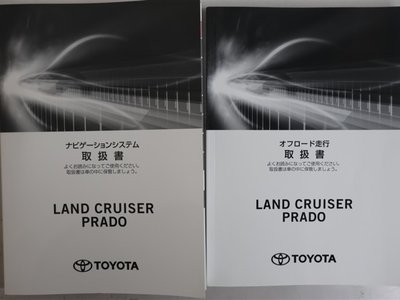 ナビゲーションシステム
取扱書
よくお読みになってご使用ください。
取扱書は車の中に保管しましょう。
LAND CRUISER
PRADO
TOYOTA
オフロード走行
取扱書
よくお読みになってご使用ください。
取扱書は車の中に保管しましょう。
LAND CRUISER
PRADO
TOYOTA